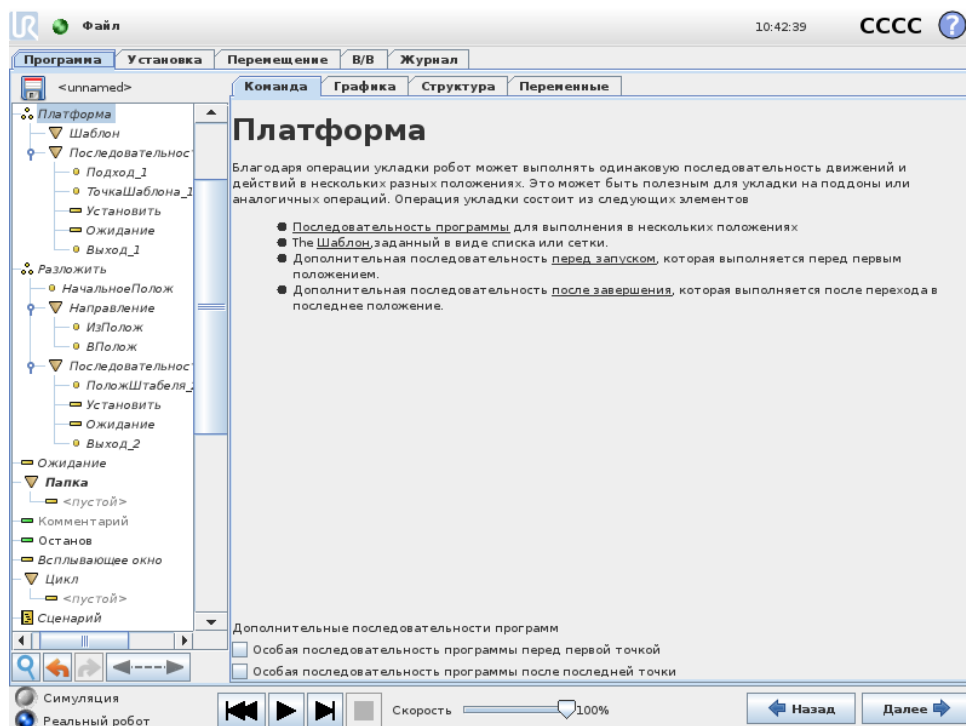 Файл
10:42:39
CCCC
?
Программа Установка Перемещение В/В Журнал
<unnamed>
Команда Графика Структура Переменные
Платформа
Шаблон
Последовательнос
Подход_1
ТочкаШаблона_1
Установить
Ожидание
Выход_1
Разложить
НачальноеПолож
Направление
ИзПолож
ВПолож
Последовательнос
ПоложШтабеля_2
Установить
Ожидание
Выход_2
Ожидание
Папка
<пустой>
Комментарий
Останов
Всплывающее окно
Цикл
<пустой>
Сценарий
Платформа
Благодаря операции укладки робот может выполнять одинаковую последовательность движений и
действий в нескольких разных положениях. Это может быть полезным для укладки на поддоны или
аналогичных операций. Операция укладки состоит из следующих элементов
Последовательность программы для выполнения в нескольких положениях
The Шаблон,заданный в виде списка или сетки.
Дополнительная последовательность перед запуском, которая выполняется перед первым
положением.
Дополнительная последовательность после завершения, которая выполняется после перехода в
последнее положение.
Дополнительные последовательности программ
Особая последовательность программы перед первой точкой
Особая последовательность программы после последней точки
Симуляция
Реальный робот
Скорость
100%
Назад
Далее